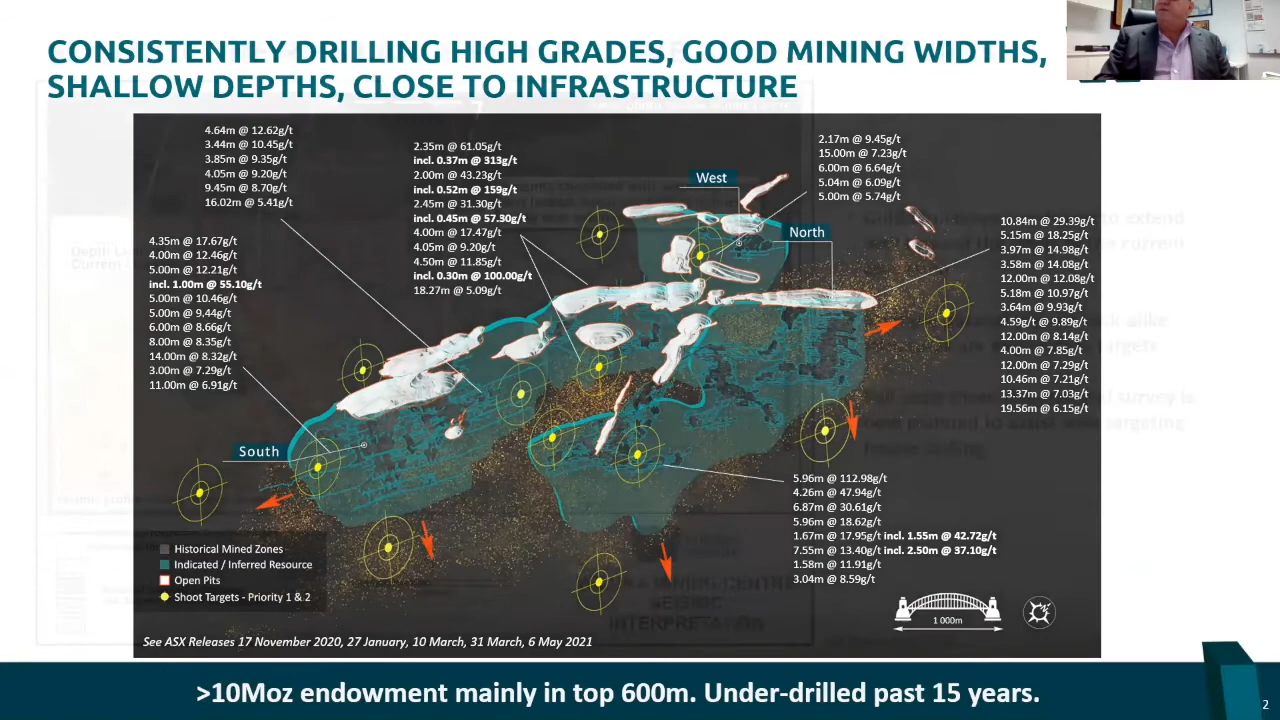 CONSISTENTLY DRILLING HIGH GRADES, GOOD MINING WIDTHS,
SHALLOW DEPTHS, CLOSE TO INFRASTRUCTURE
4.64m @ 12.62g/t
3.44m @ 10.45g/t
3.85m @ 9.35g/t
4.05m @ 9.20g/t
9.45m @ 8.70g/t
16.02m @ 5.41g/t
2.35m @ 61.05g/t
incl. 0.37m @ 313g/t
2.00m @ 43.23g/t
incl. 0.52m @ 159g/t
2.45m @ 31.30g/t
incl. 0.45m @ 57.30g/t
4.00m @ 17.47g/t
4.05m @ 9.20g/t
4.50m @ 11.85g/t
incl. 0.30m @ 100.00g/t
18.27m @ 5.09g/t
2.17m @ 9.45g/t
15.00m @ 7.23g/t
6.00m @ 6.64g/t
5.04m @ 6.09g/t
5.00m @ 5.74g/t
West
North
10.84m @ 29.39g/t
5.15m @ 18.25g/t
3.97m @ 14.98g/t
3.58m @ 14.08g/t
12.00m @ 12.08g/t
5.18m @ 10.97g/t
3.64m @ 9.93g/t
4.59g/t @ 9.89g/t
12.00m @ 8.14g/t
4.00m @ 7.85g/t
12.00m @ 7.29g/t
10.46m @ 7.21g/t
13.37m @ 7.03g/t
19.56m @ 6.15g/t
4.35m @ 17.67g/t
4.00m @ 12.46g/t
5.00m @ 12.21g/t
incl. 1.00m @ 55.10g/t
5.00m @ 10.46g/t
5.00m @ 9.44g/t
6.00m @ 8.66g/t
8.00m @ 8.35g/t
14.00m @ 8.32g/t
3.00m @ 7.29g/t
11.00m @ 6.91g/t
South
5.96m @ 112.98g/t
4.26m @ 47.94g/t
6.87m @ 30.61g/t
5.96m @ 18.62g/t
1.67m @ 17.95g/t incl. 1.55m @ 42.72g/t
7.55m @ 13.40g/t incl. 2.50m @ 37.10g/t
1.58m @ 11.91g/t
3.04m @ 8.59g/t
Historical Mined Zones
Indicated / Inferred Resource
Open Pits
Shoot Targets - Priority 1 & 2
1 000m
See ASX Releases 17 November 2020, 27 January, 10 March, 31 March, 6 May 2021
>10Moz endowment mainly in top 600m. Under-drilled past 15 years.
2